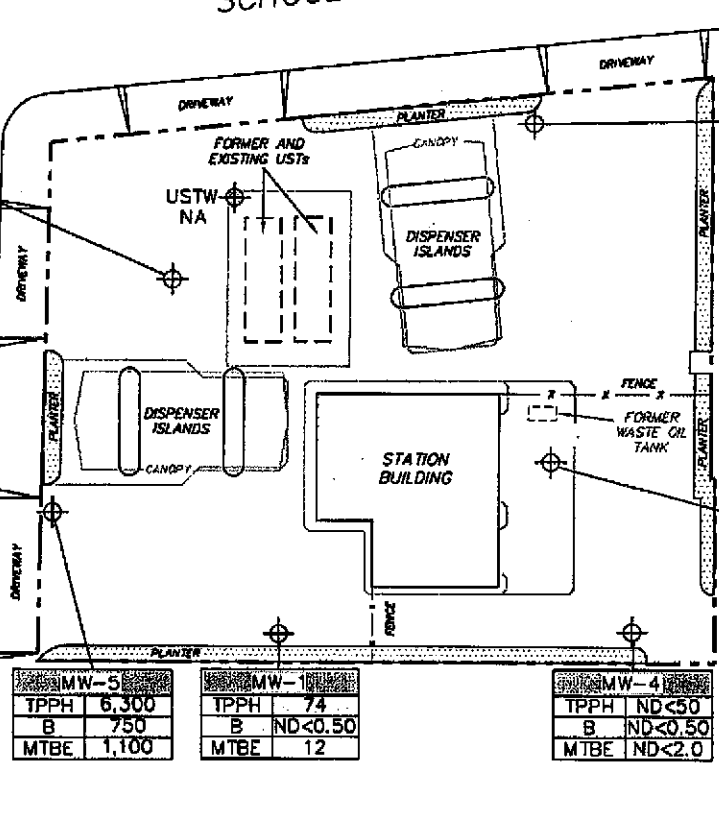 DRIVEWAY
DRIVEWAY
PLANTER
FORMER AND
EXISTING USTs
CANOPY
USTW
NA
DISPENSER
ISLANDS
PLANTER
DRIVEWAY
FENCE
PLANTER
DISPENSER
ISLANDS
CANOPY
FORMER
WASTE OIL
TANK
PLANTER
STATION
BUILDING
DRIVEWAY
FENCE
PLANTER
MW-5
TPPH 6,300
B 750
MTBE 1,100
MW-1
TPPH 74
B ND<0.50
MTBE 12
MW-4
TPPH ND<50
B ND<0.50
MTBE ND<2.0